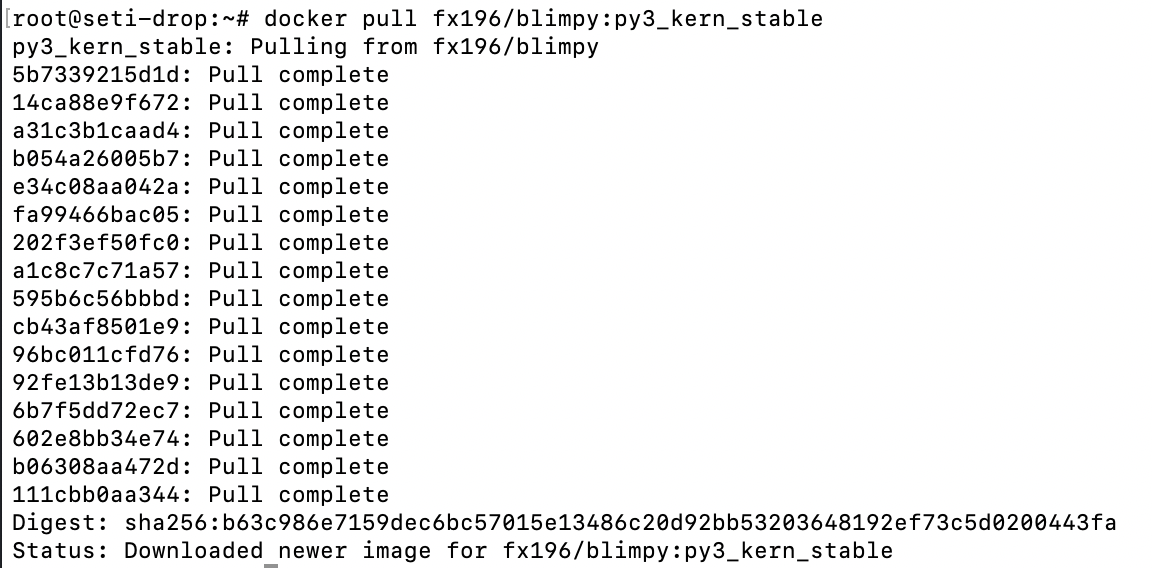 [root@seti-drop:~# docker pull fx196/blimpy:py3_kern_stable
py3_kern_stable: Pulling from fx196/blimpy
5b7339215d1d: Pull complete
14ca88e9f672: Pull complete
a31c3b1caad4: Pull complete
b054a26005b7: Pull complete
e34c08aa042a: Pull complete
fa99466bac05: Pull complete
202f3ef50fc0: Pull complete
a1c8c7c71a57: Pull complete
595b6c56bbbd: Pull complete
cb43af8501e9: Pull complete
96bc011cfd76: Pull complete
92fe13b13de9: Pull complete
6b7f5dd72ec7: Pull complete
602e8bb34e74: Pull complete
b06308aa472d: Pull complete
111cbb0aa344: Pull complete
Digest: sha256:b63c986e7159dec6bc57015e13486c20d92bb53203648192ef73c5d0200443fa
Status: Downloaded newer image for fx196/blimpy:py3_kern_stable